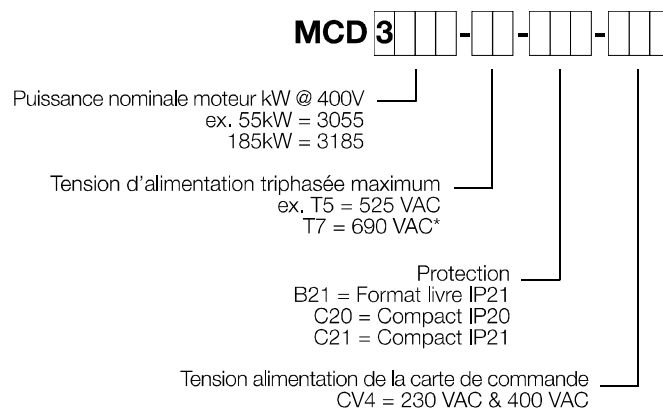 MCD 3 - - -
Puissance nominale moteur kW @ 400V
ex. 55kW = 3055
185kW = 3185
Tension d'alimentation triphasée maximum
ex. T5 = 525 VAC
T7 = 690 VAC*
Protection
B21 = Format livre IP21
C20 = Compact IP20
C21 = Compact IP21
Tension alimentation de la carte de commande
CV4 = 230 VAC & 400 VAC